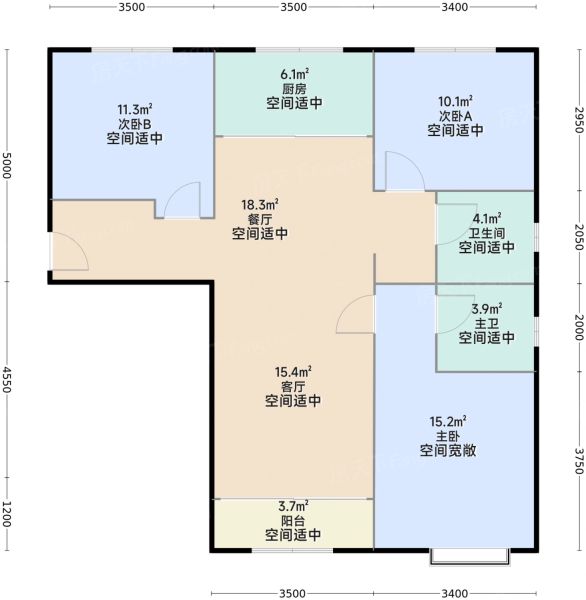 3500
3500
3400
5000
4550
1200
2950
2050
2000
3750
11.3㎡
次卧B
空间适中
6.1㎡
厨房
空间适中
10.1㎡
次卧A
空间适中
18.3㎡
餐厅
空间适中
4.1㎡
卫生间
空间适中
3.9㎡
主卫
空间适中
15.4㎡
客厅
空间适中
15.2㎡
主卧
空间宽敞
3.7㎡
阳台
空间适中
3500
3400